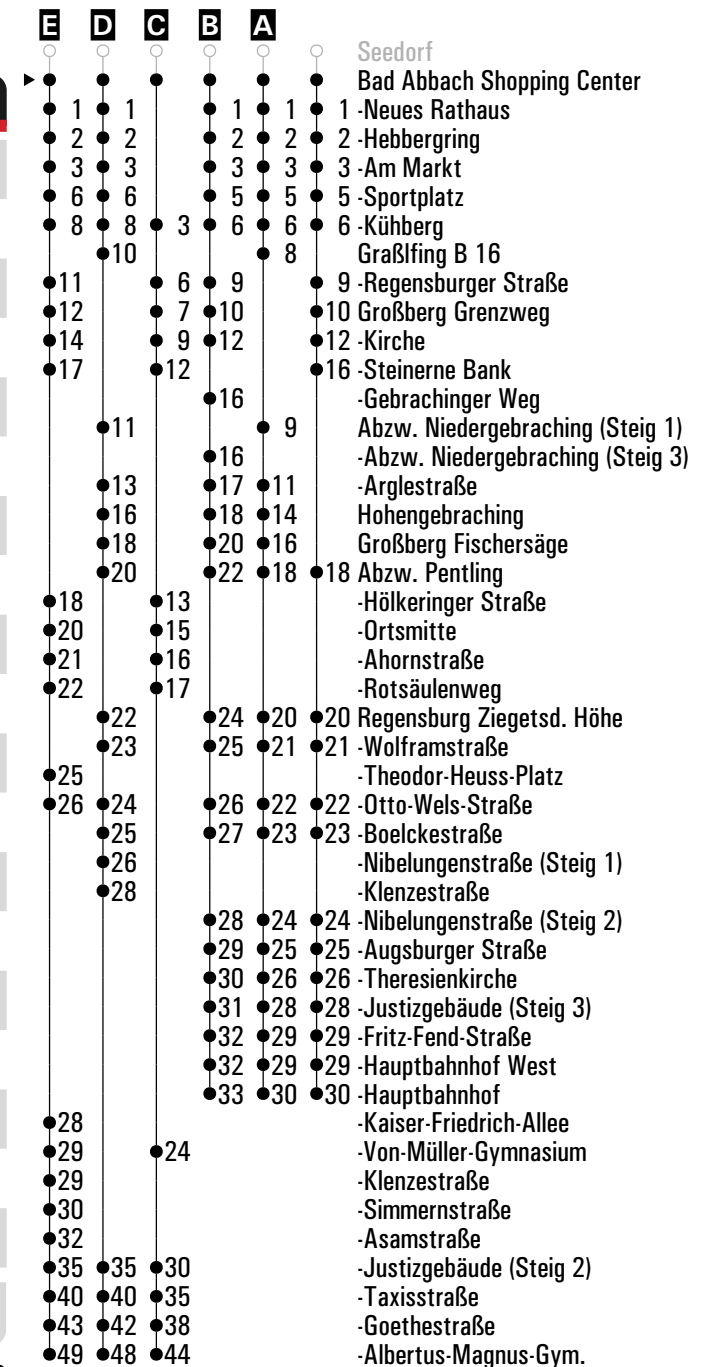 E D C B A
Seedorf
Bad Abbach Shopping Center
1 1 1 1 1 -Neues Rathaus
2 2 2 2 2 -Hebbergring
3 3 3 3 3 -Am Markt
6 6 5 5 5 -Sportplatz
8 8 3 6 6 6 -Kühberg
10 8 Graßlfing B 16
11 6 9 9 -Regensburger Straße
12 7 10 10 Großberg Grenzweg
14 9 12 12 -Kirche
17 12 16 -Steinerne Bank
16 -Gebrachinger Weg
11 9 Abzw. Niedergebraching (Steig 1)
16 -Abzw. Niedergebraching (Steig 3)
13 17 11 -Arglestraße
16 18 14 Hohengebraching
18 20 16 Großberg Fischersäge
20 22 18 18 Abzw. Pentling
18 13 -Hölkeringer Straße
20 15 -Ortsmitte
21 16 -Ahornstraße
22 17 -Rotsäulenweg
22 24 20 20 Regensburg Ziegetsd. Höhe
23 25 21 21 -Wolframstraße
25 -Theodor-Heuss-Platz
26 24 26 22 22 -Otto-Wels-Straße
25 27 23 23 -Boelckestraße
26 -Nibelungenstraße (Steig 1)
28 -Klenzestraße
28 24 24 -Nibelungenstraße (Steig 2)
29 25 25 -Augsburger Straße
30 26 26 -Theresienkirche
31 28 28 -Justizgebäude (Steig 3)
32 29 29 -Fritz-Fend-Straße
32 29 29 -Hauptbahnhof West
33 30 30 -Hauptbahnhof
28 -Kaiser-Friedrich-Allee
29 24 -Von-Müller-Gymnasium
29 -Klenzestraße
30 -Simmernstraße
32 -Asamstraße
35 35 30 -Justizgebäude (Steig 2)
40 40 35 -Taxisstraße
43 42 38 -Goethestraße
49 48 44 -Albertus-Magnus-Gym.